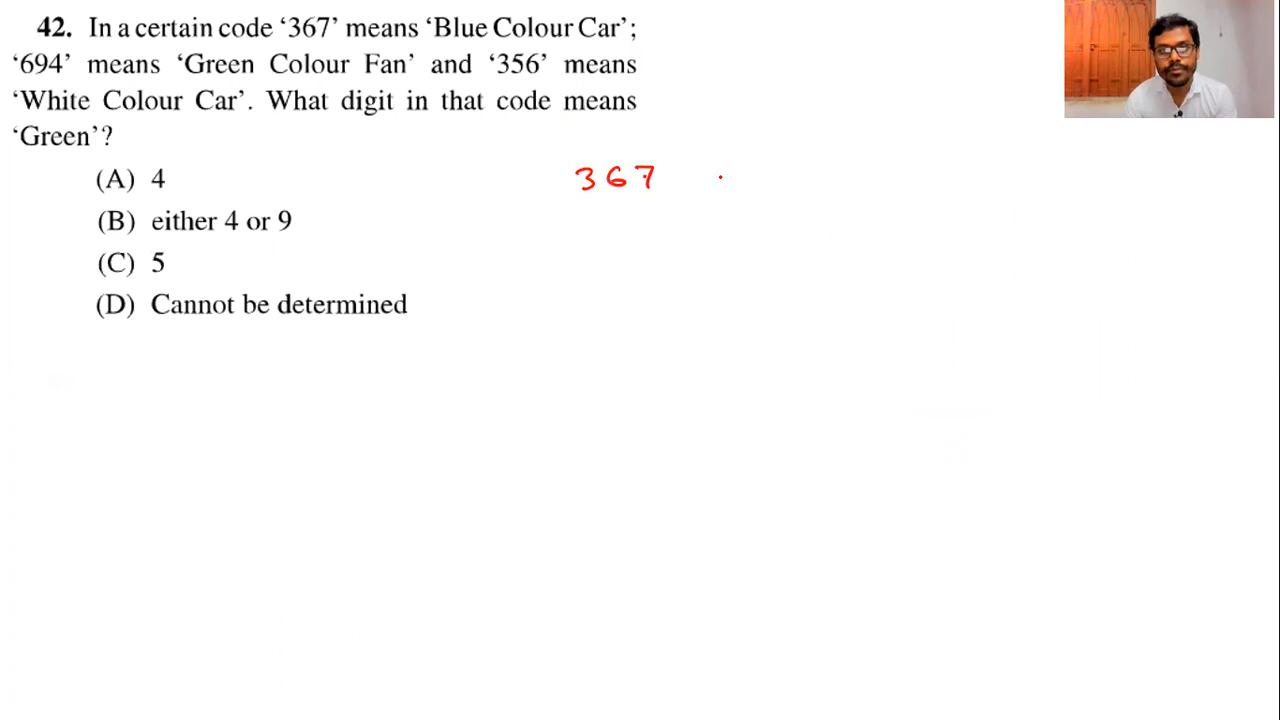 42. In a certain code ‘367’ means ‘Blue Colour Car’;
‘694’ means ‘Green Colour Fan’ and ‘356’ means
‘White Colour Car’. What digit in that code means
‘Green’?
(A) 4
367
(B) either 4 or 9
(C) 5
(D) Cannot be determined